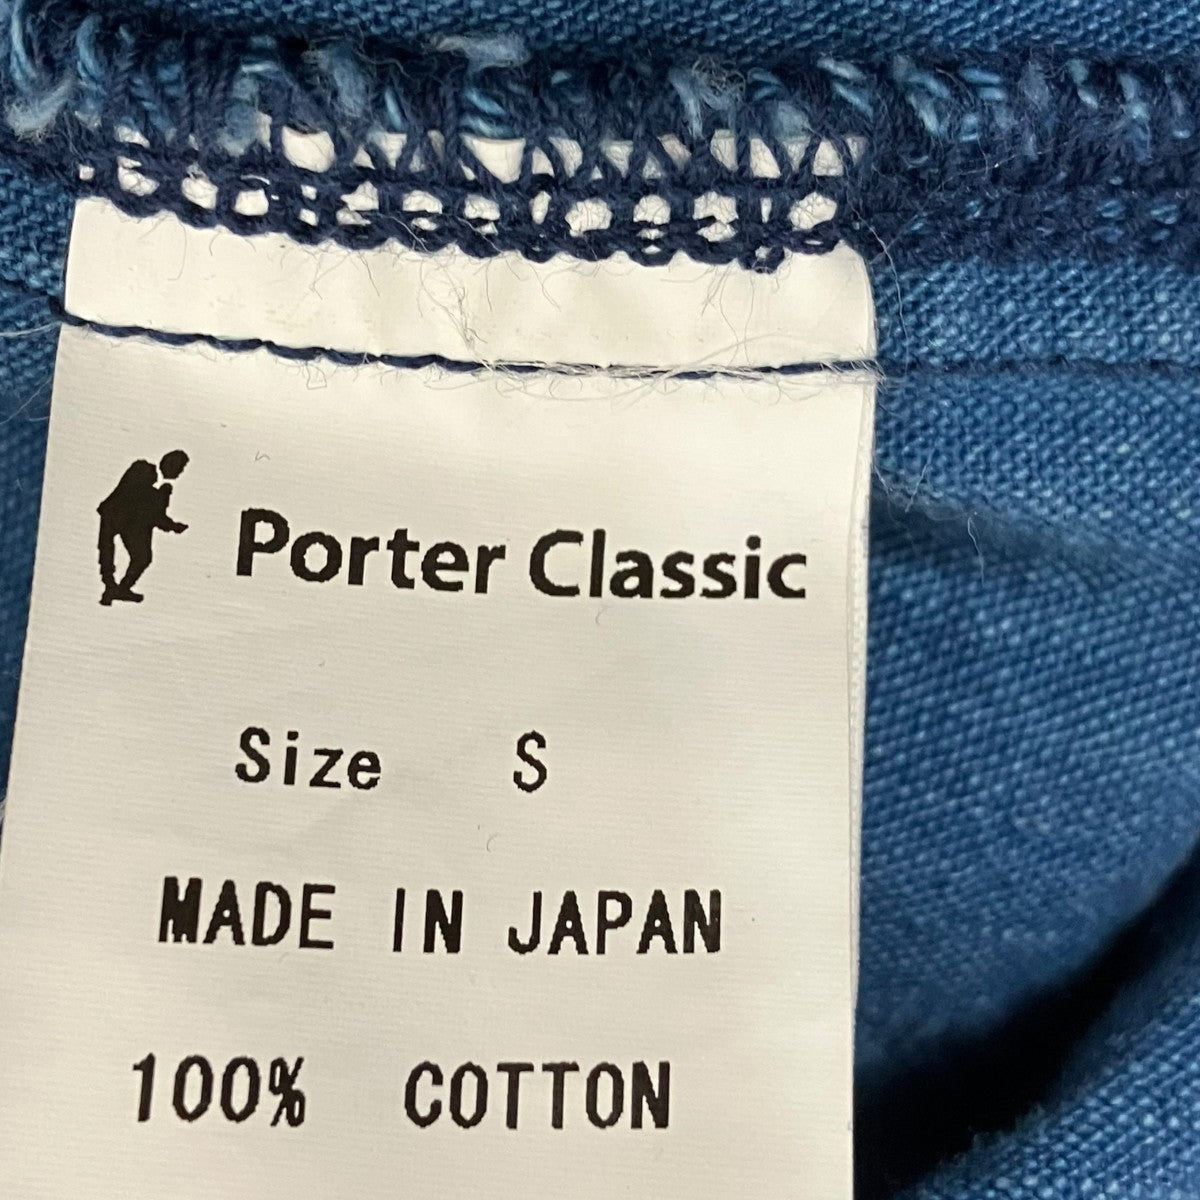 Porter Classic
Size S
MADE IN JAPAN
100% COTTON